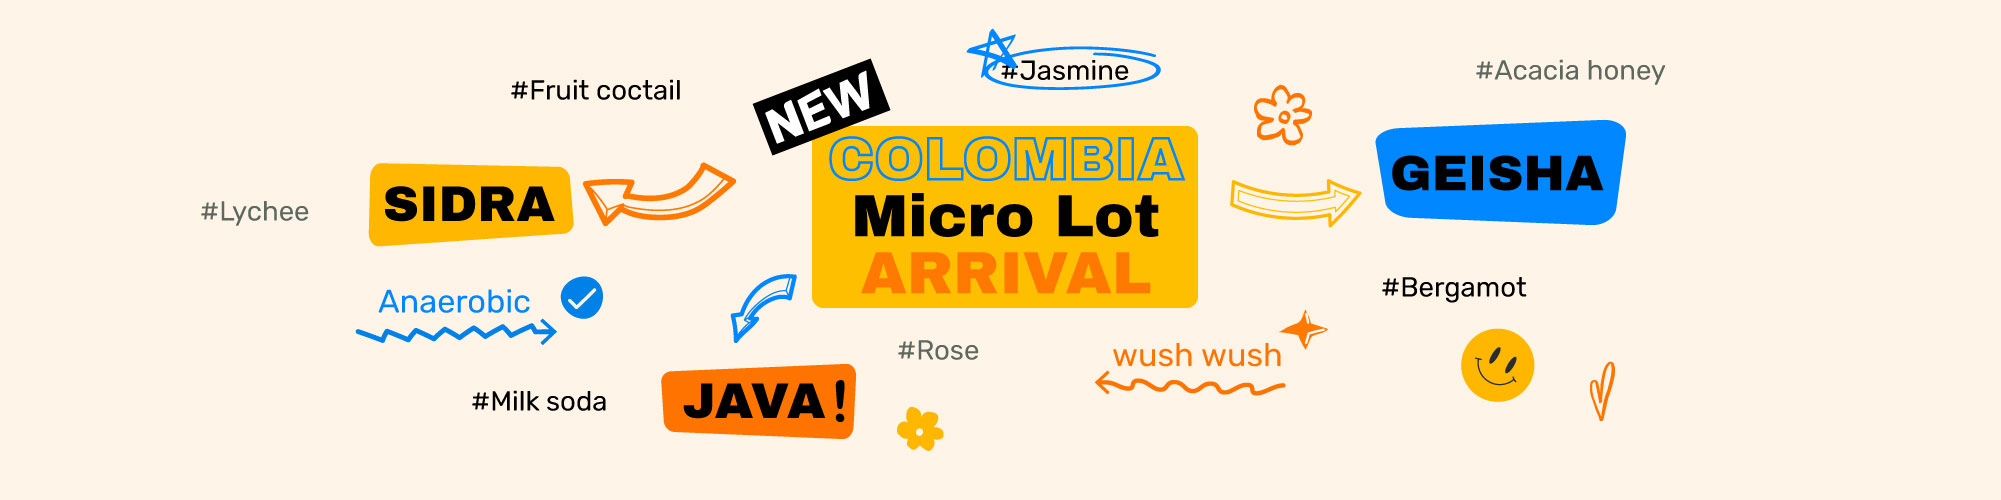 #Fruit coctail
#Lychee
SIDRA
Anaerobic
#Milk soda
NEW
COLOMBIA
Micro Lot
ARRIVAL
JAVA!
#Rose
#Jasmine
#Acacia honey
GEISHA
#Bergamot
wush wush